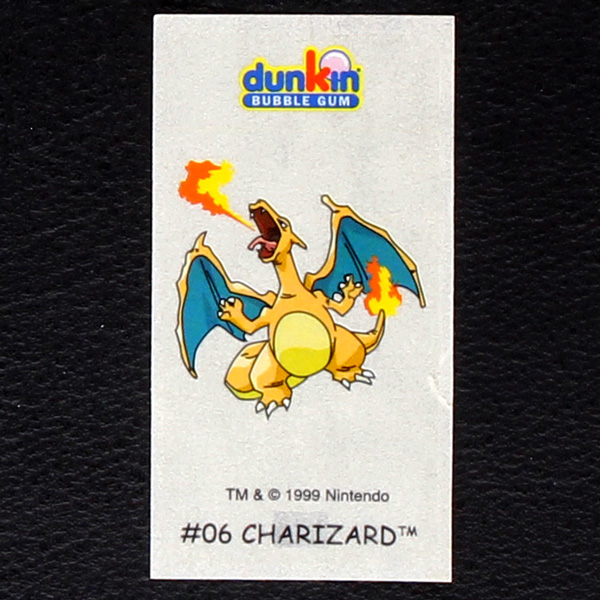 dunkin
BUBBLE GUM
TM & © 1999 Nintendo
#06 CHARIZARD™